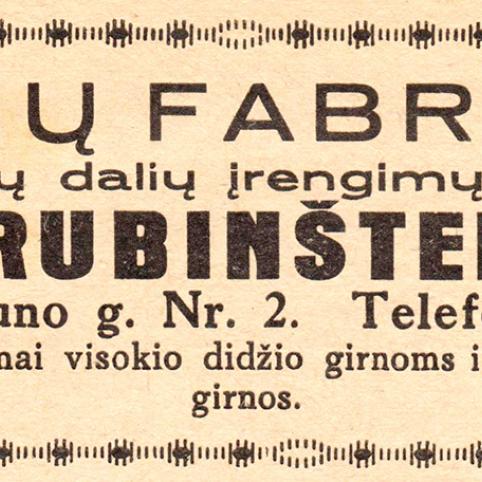 Ų FABR
ų dalių įrengimų
RUBINŠTE
uno g. Nr. 2. Telef
nai visokio didžio girnoms i
girnos.